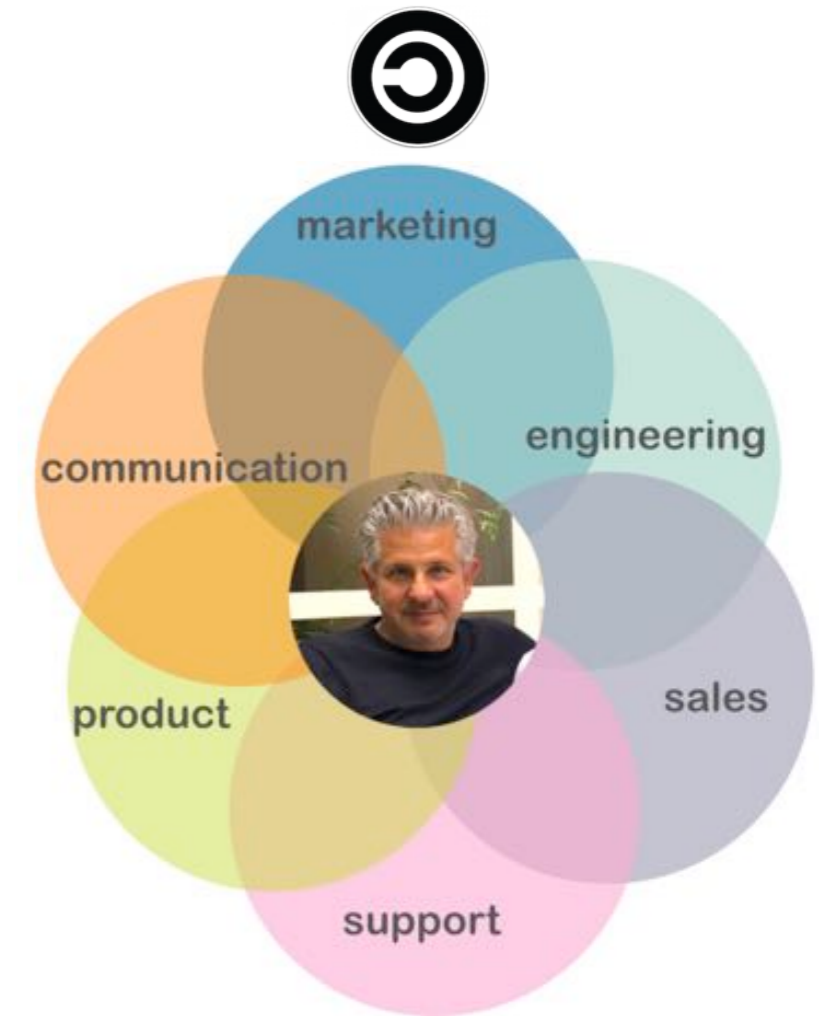 marketing
engineering
communication
sales
product
support